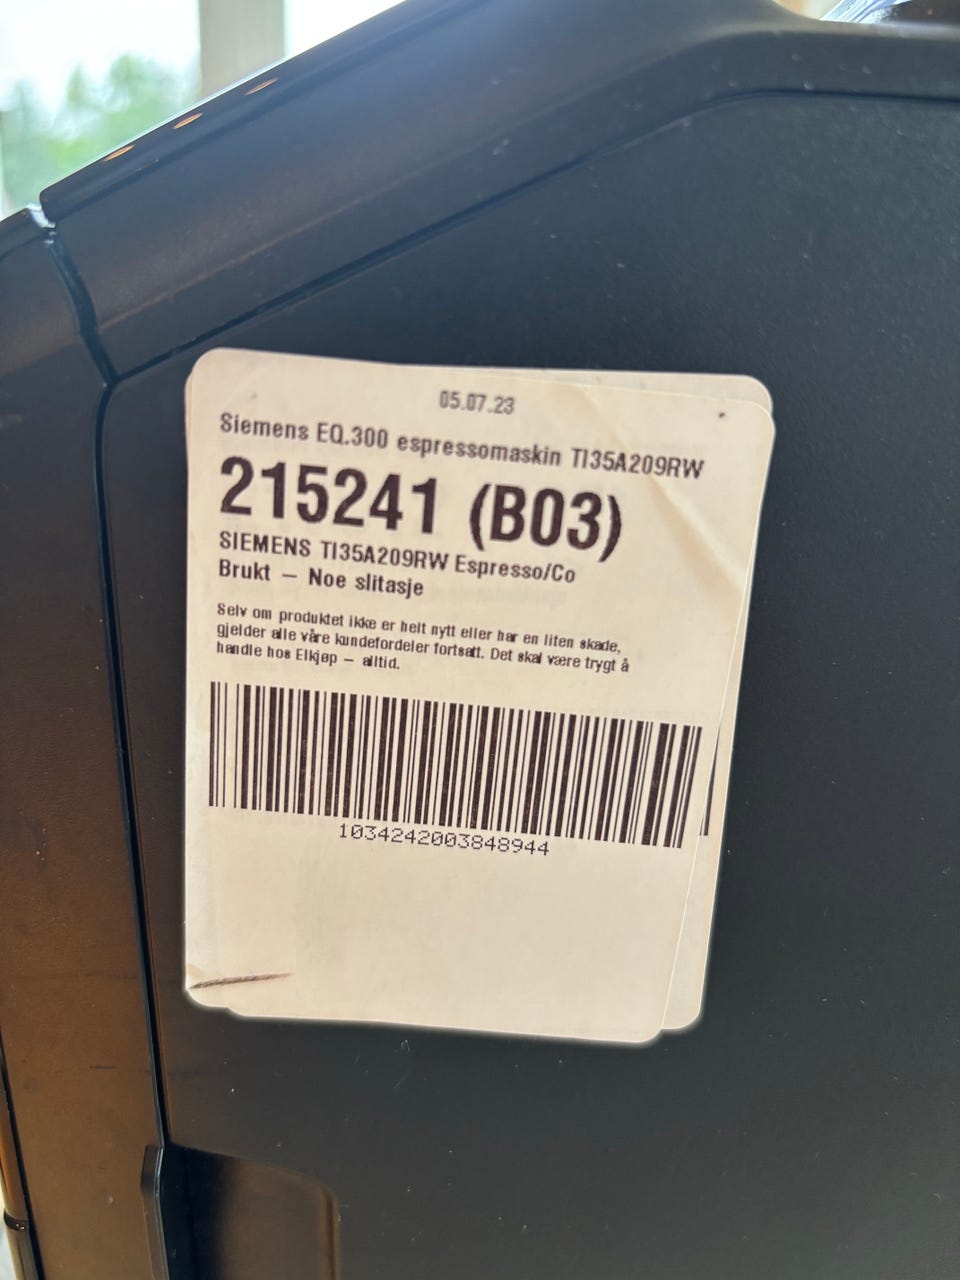 05.07.23
Siemens EQ.300 espressomaskin TI35A209RW
215241 (B03)
SIEMENS TI35A209RW Espresso/Co
Brukt – Noe slitasje
Selv om produktet ikke er helt nytt eller har en liten skade,
gjelder alle våre kundefordeler fortsatt. Det skal være trygt å
handle hos Elkjøp – alltid.
1034242003848944